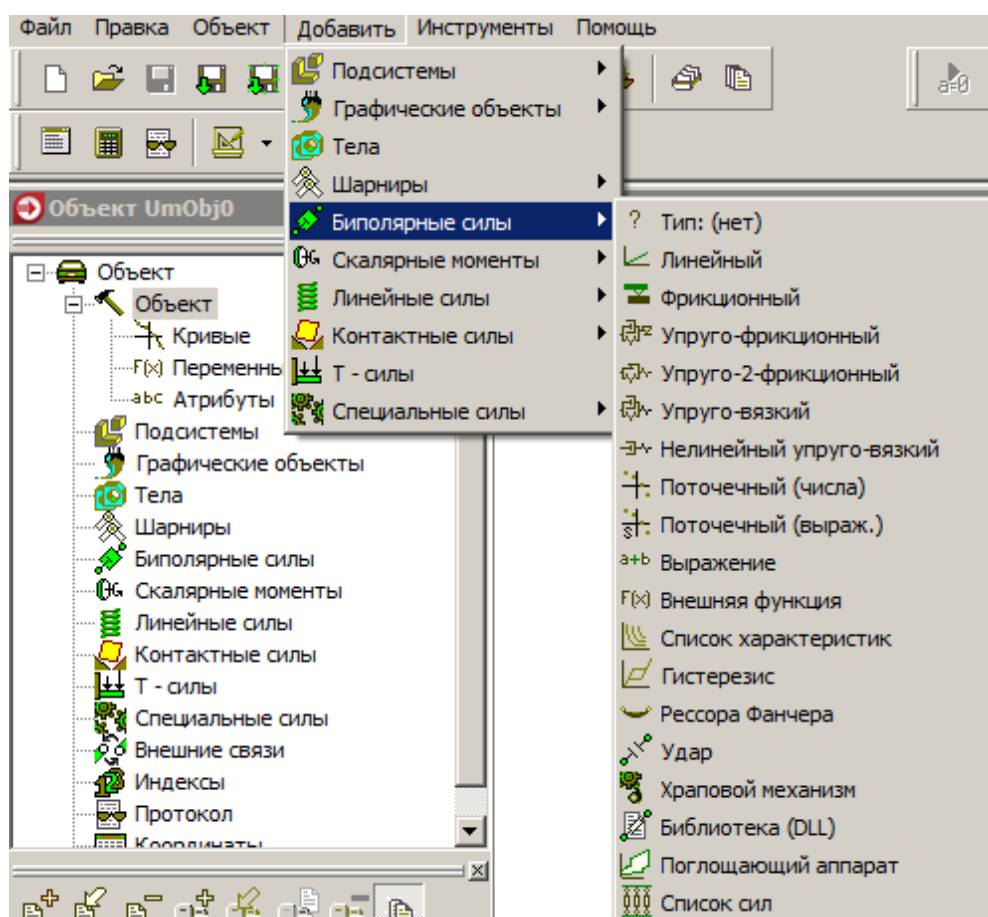 Файл Правка Объект Добавить Инструменты Помощь
a=0
Подсистемы
Графические объекты
Тела
Шарниры
Биполярные силы
Скалярные моменты
Линейные силы
Контактные силы
Т - силы
Специальные силы
? Тип: (нет)
Линейный
Фрикционный
Упруго-фрикционный
Упруго-2-фрикционный
Упруго-вязкий
Нелинейный упруго-вязкий
Поточечный (числа)
Поточечный (выраж.)
a+b Выражение
F(x) Внешняя функция
Список характеристик
Гистерезис
Рессора Фанчера
Удар
Храповой механизм
Библиотека (DLL)
Поглощающий аппарат
Список сил
Объект UmObj0
Объект
Объект
Кривые
F(x) Переменны
abc Атрибуты
Подсистемы
Графические объекты
Тела
Шарниры
Биполярные силы
Скалярные моменты
Линейные силы
Контактные силы
Т - силы
Специальные силы
Внешние связи
Индексы
Протокол
Координаты